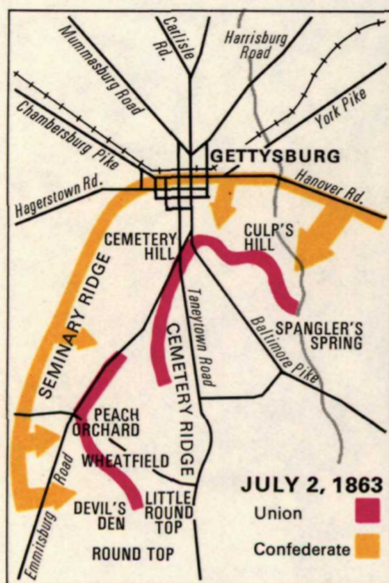 Carlisle
Rd.
Mummasburg Road
Harrisburg
Road
Chambersburg Pike
York Pike
GETTYSBURG
Hagerstown Rd.
Hanover Rd.
CEMETERY
HILL
CULP'S
HILL
SEMINARY RIDGE
CEMETERY RIDGE
Taneytown Road
Baltimore Pike
SPANGLER'S
SPRING
PEACH
ORCHARD
WHEATFIELD
Emmitsburg Road
DEVIL'S
DEN
LITTLE
ROUND
TOP
ROUND TOP
JULY 2, 1863
Union
Confederate